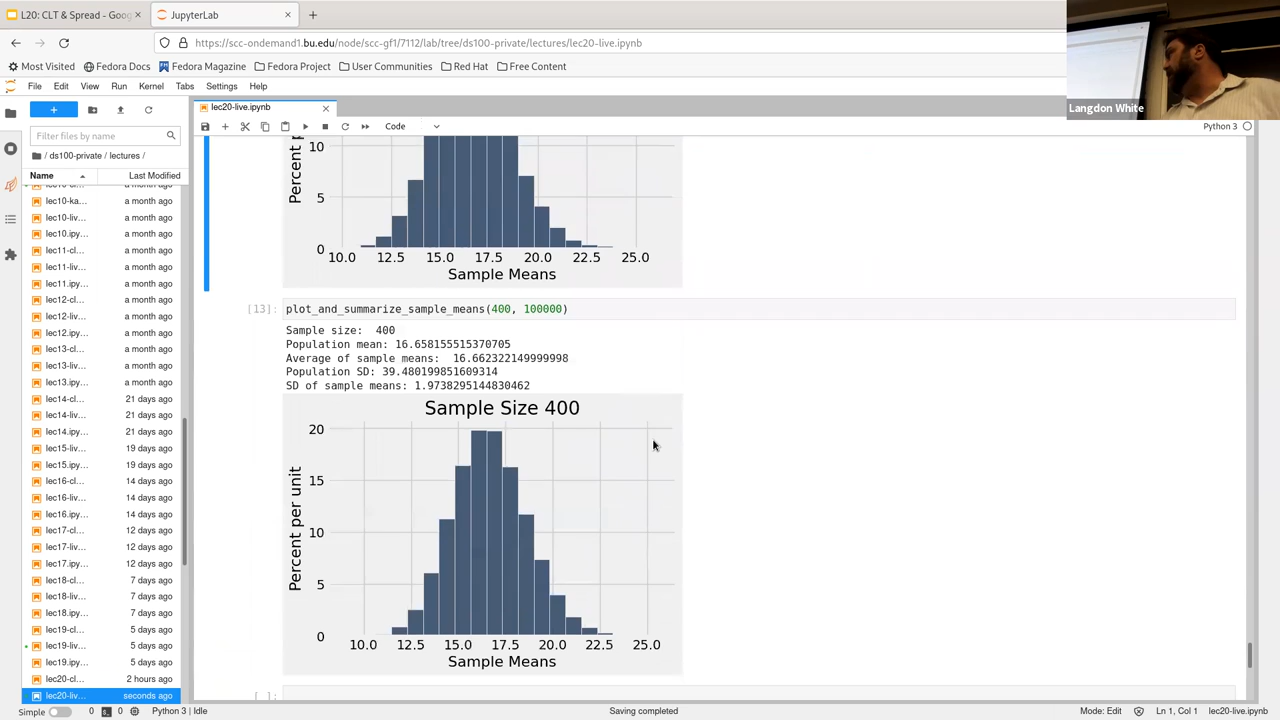 L20: CLT & Spread - Goog
JupyterLab
https://scc-ondemand1.bu.edu/node/scc-gf1/7112/lab/tree/ds100-private/lectures/lec20-live.ipynb
Most Visited Fedora Docs Fedora Magazine Fedora Project User Communities Red Hat Free Content
Langdon White
File Edit View Run Kernel Tabs Settings Help
lec20-live.ipynb
Filter files by name
Code
Python 3
/ ds100-private / lectures /
Name Last Modified
a month ago
lec10-ka... a month ago
lec10-liv... a month ago
lec10.ipy... a month ago
lec11-cl... a month ago
lec11-liv... a month ago
lec11.ipy... a month ago
lec12-cl... a month ago
lec12-liv... a month ago
lec12.ipy... a month ago
lec13-cl... a month ago
lec13-liv... a month ago
lec13.ipy... a month ago
lec14-cl... 21 days ago
lec14-liv... 21 days ago
lec14.ipy... 21 days ago
lec15-liv... 19 days ago
lec15.ipy... 19 days ago
lec16-cl... 14 days ago
lec16-liv... 14 days ago
lec16.ipy... 14 days ago
lec17-cl... 12 days ago
lec17-liv... 12 days ago
lec17.ipy... 12 days ago
lec18-cl... 7 days ago
lec18-liv... 7 days ago
lec18.ipy... 7 days ago
lec19-cl... 5 days ago
lec19-liv... 5 days ago
lec19.ipy... 5 days ago
lec20-cl... 2 hours ago
lec20-liv... seconds ago
Percent p
10
5
0
10.0 12.5 15.0 17.5 20.0 22.5 25.0
Sample Means
[13]: plot_and_summarize_sample_means(400, 100000)
Sample size: 400
Population mean: 16.658155515370705
Average of sample means: 16.662322149999998
Population SD: 39.480199851609314
SD of sample means: 1.9738295144830462
Sample Size 400
Percent per unit
20
15
10
5
0
10.0 12.5 15.0 17.5 20.0 22.5 25.0
Sample Means
[ ]:
Simple 0 0 Python 3 | Idle Saving completed Mode: Edit Ln 1, Col 1 lec20-live.ipynb